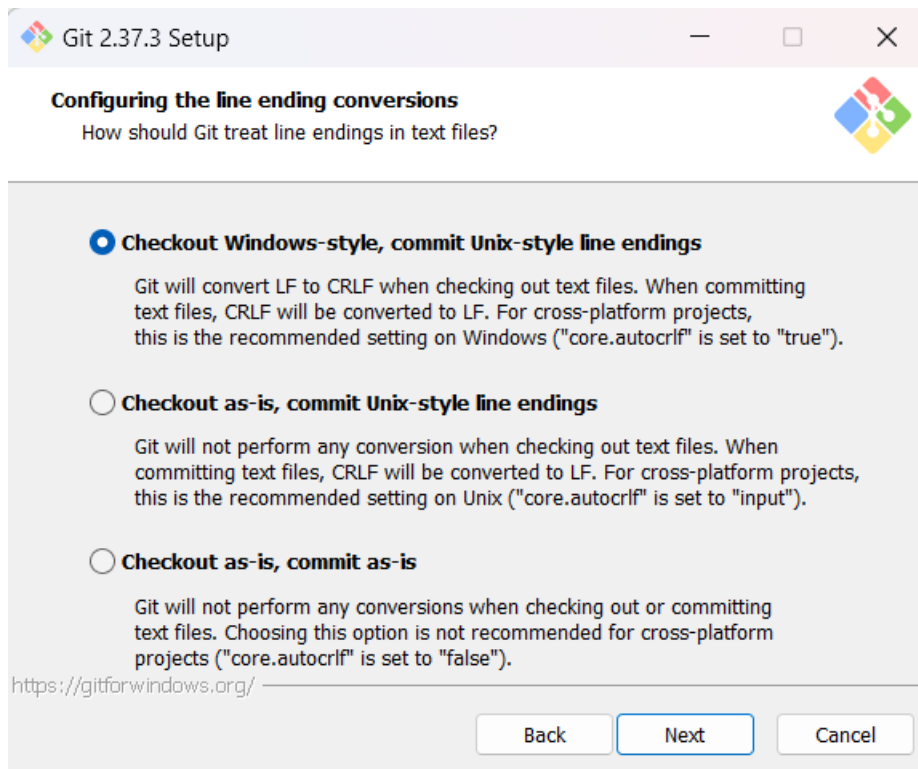 Git 2.37.3 Setup
Configuring the line ending conversions
How should Git treat line endings in text files?
Checkout Windows-style, commit Unix-style line endings
Git will convert LF to CRLF when checking out text files. When committing
text files, CRLF will be converted to LF. For cross-platform projects,
this is the recommended setting on Windows ("core.autocrlf" is set to "true").
Checkout as-is, commit Unix-style line endings
Git will not perform any conversion when checking out text files. When
committing text files, CRLF will be converted to LF. For cross-platform projects,
this is the recommended setting on Unix ("core.autocrlf" is set to "input").
Checkout as-is, commit as-is
Git will not perform any conversions when checking out or committing
text files. Choosing this option is not recommended for cross-platform
projects ("core.autocrlf" is set to "false").
https://gitforwindows.org/
Back Next Cancel